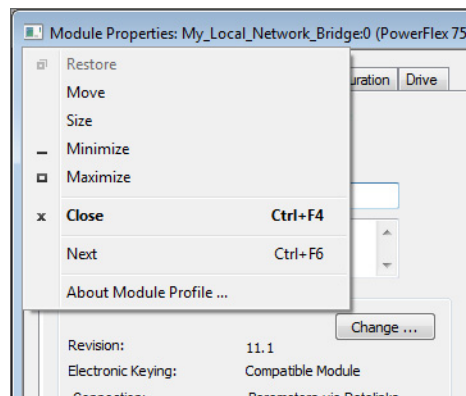 Module Properties: My_Local_Network_Bridge:0 (PowerFlex 75
Restore
uration Drive
Move
Size
Minimize
Maximize
x Close Ctrl+F4
Next Ctrl+F6
About Module Profile ...
Change ...
Revision: 11.1
Electronic Keying: Compatible Module
Connection: Parameters via Datalinks